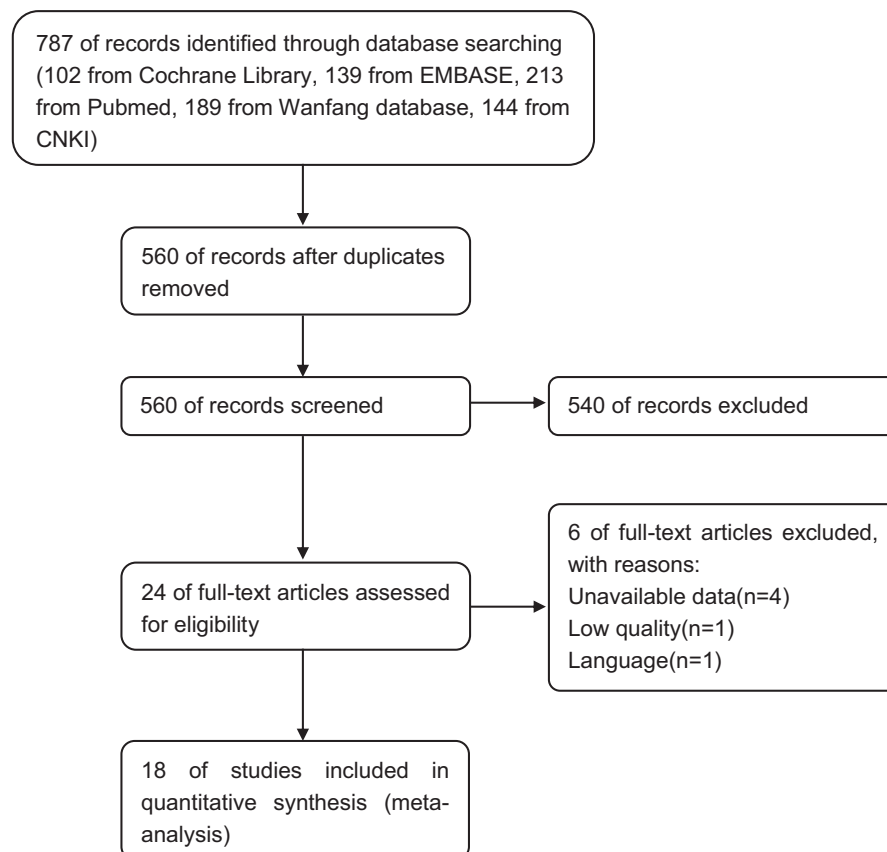 787 of records identified through database searching
(102 from Cochrane Library, 139 from EMBASE, 213
from Pubmed, 189 from Wanfang database, 144 from
CNKI)
560 of records after duplicates
removed
560 of records screened
540 of records excluded
24 of full-text articles assessed
for eligibility
6 of full-text articles excluded,
with reasons:
Unavailable data(n=4)
Low quality(n=1)
Language(n=1)
18 of studies included in
quantitative synthesis (meta-
analysis)